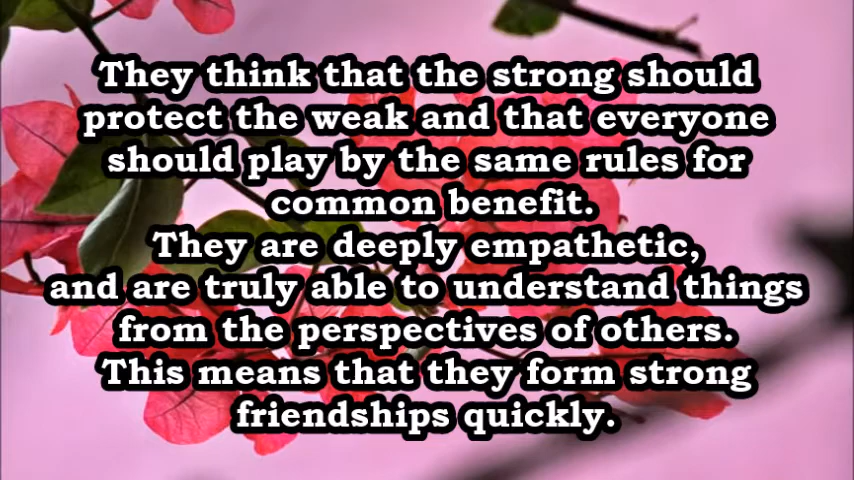 They think that the strong should
protect the weak and that everyone
should play by the same rules for
common benefit.
They are deeply empathetic,
and are truly able to understand things
from the perspectives of others.
This means that they form strong
friendships quickly.